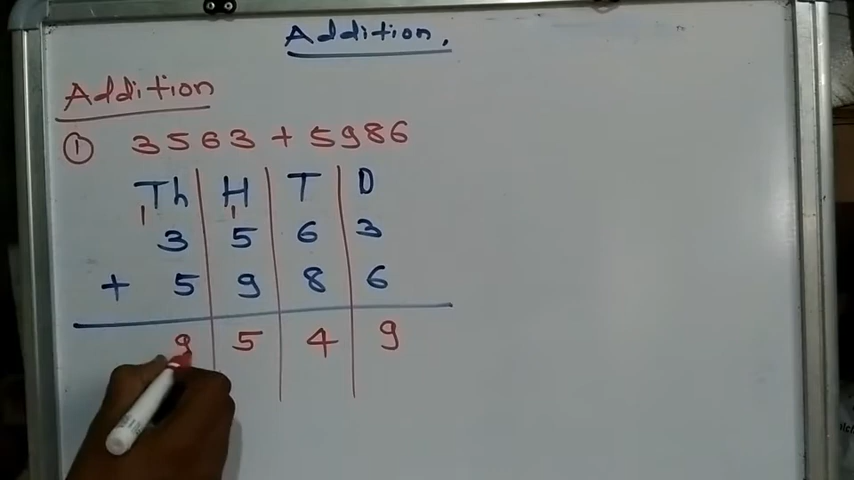 Addition.
Addition
① 3563 + 5986
Th H T O
1 1
3 5 6 3
+ 5 9 8 6
9 5 4 9